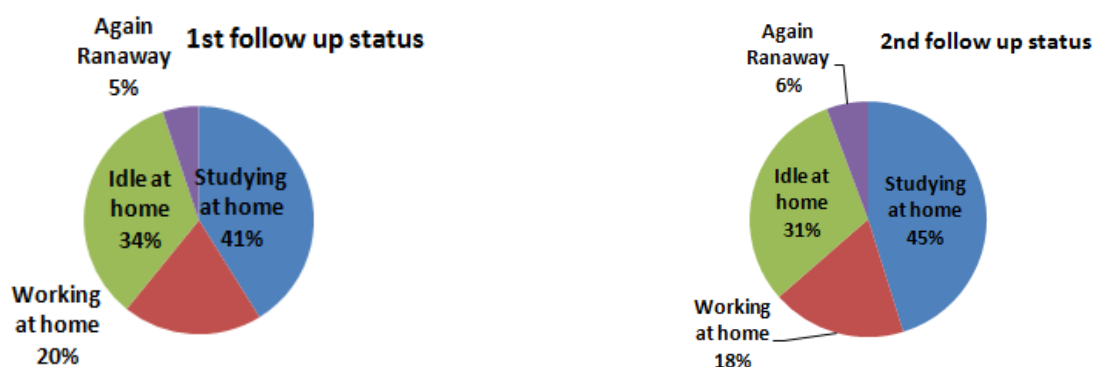 1st follow up status
Again
Ranaway
5%
Idle at
home
34%
Studying
at home
41%
Working
at home
20%
2nd follow up status
Again
Ranaway
6%
Idle at
home
31%
Studying
at home
45%
Working
at home
18%